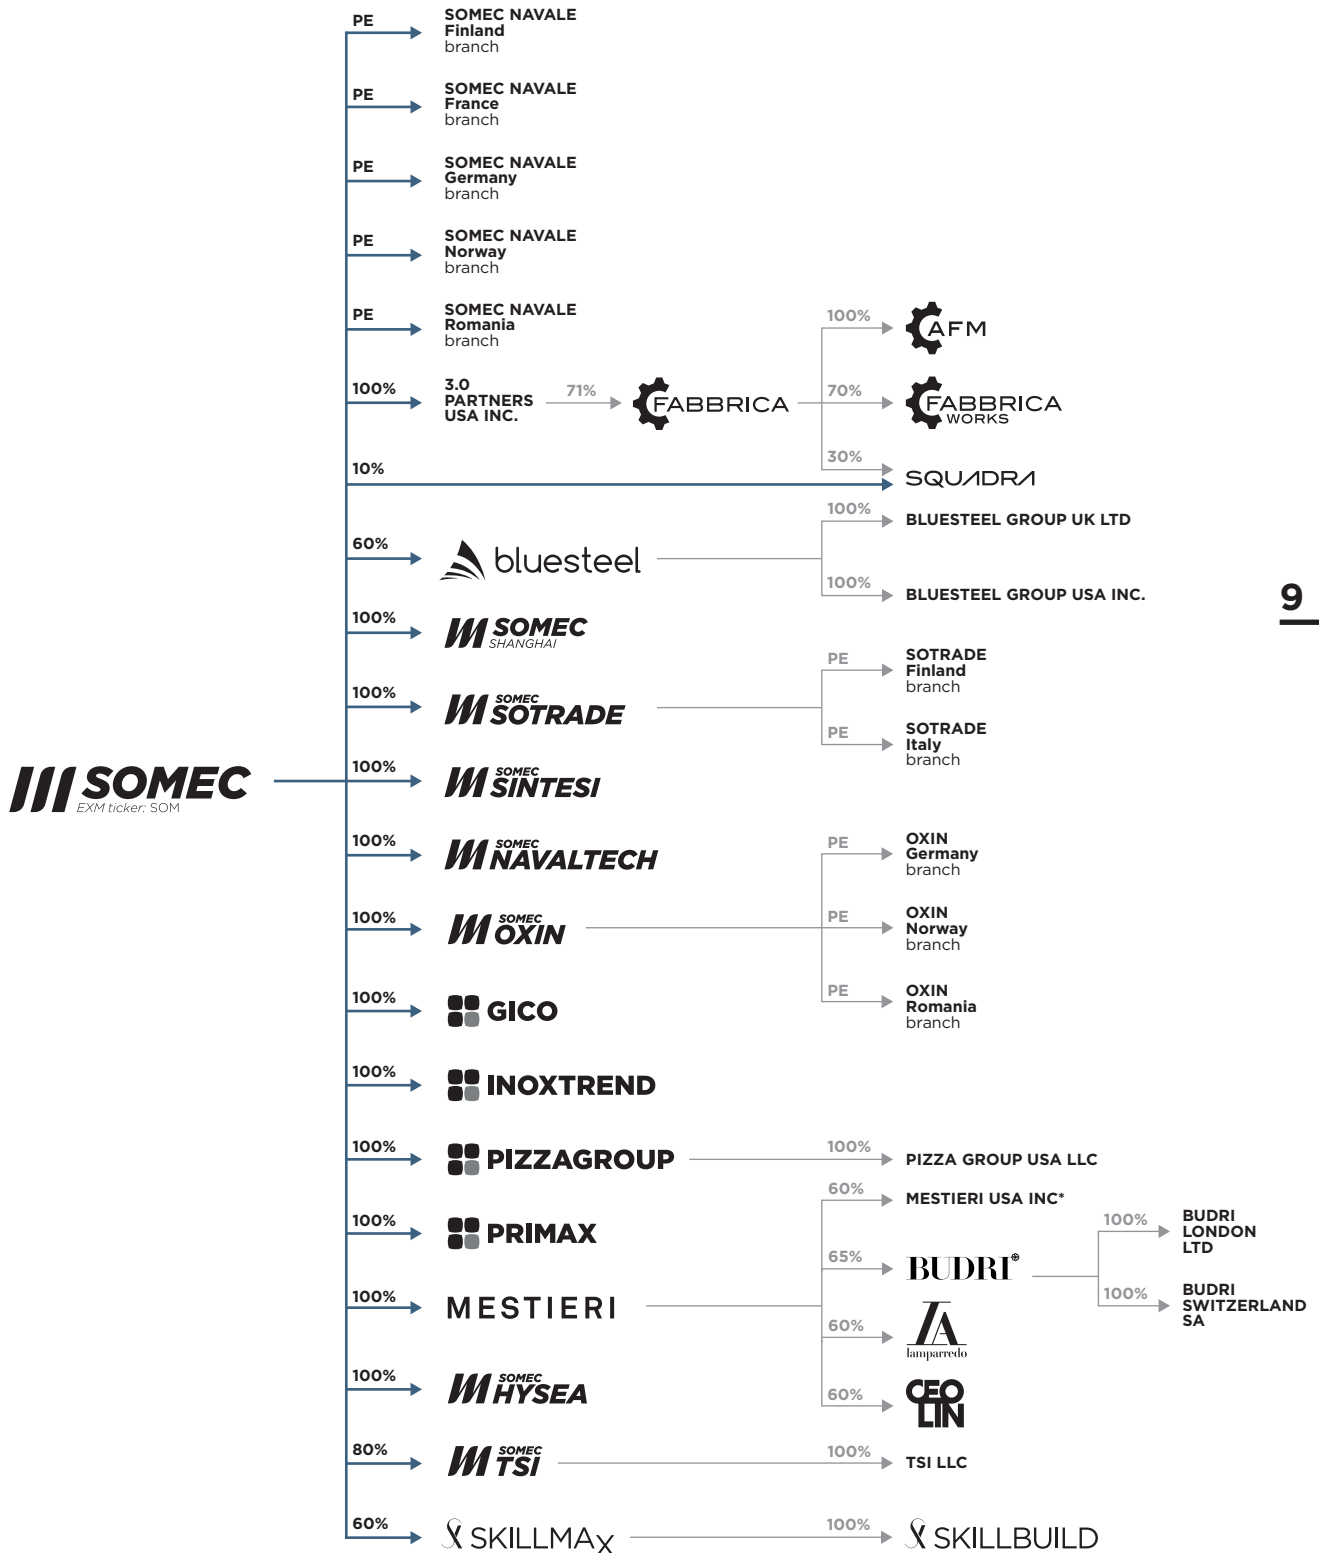 PE
SOMEC NAVALE
Finland
branch
PE
SOMEC NAVALE
France
branch
PE
SOMEC NAVALE
Germany
branch
PE
SOMEC NAVALE
Norway
branch
PE
SOMEC NAVALE
Romania
branch
100%
AFM
100%
3.0
PARTNERS
USA INC.
71%
FABBRICA
70%
FABBRICA
WORKS
30%
10%
SQUADRA
60%
bluesteel
100%
BLUESTEEL GROUP UK LTD
100%
BLUESTEEL GROUP USA INC.
9
100%
SOMEC
SHANGHAI
100%
SOMEC
SOTRADE
PE
SOTRADE
Finland
branch
PE
SOTRADE
Italy
branch
SOMEC
EXM ticker: SOM
100%
SOMEC
SINTESI
100%
SOMEC
NAVALTECH
100%
SOMEC
OXIN
PE
OXIN
Germany
branch
PE
OXIN
Norway
branch
PE
OXIN
Romania
branch
100%
GICO
100%
INOXTREND
100%
PIZZAGROUP
100%
PIZZA GROUP USA LLC
100%
PRIMAX
100%
MESTIERI
60%
MESTIERI USA INC*
65%
BUDRI
100%
BUDRI
LONDON
LTD
100%
BUDRI
SWITZERLAND
SA
60%
lamparredo
60%
CEO
LIN
100%
SOMEC
HYSEA
80%
SOMEC
TSI
100%
TSI LLC
60%
SKILLMAX
100%
SKILLBUILD